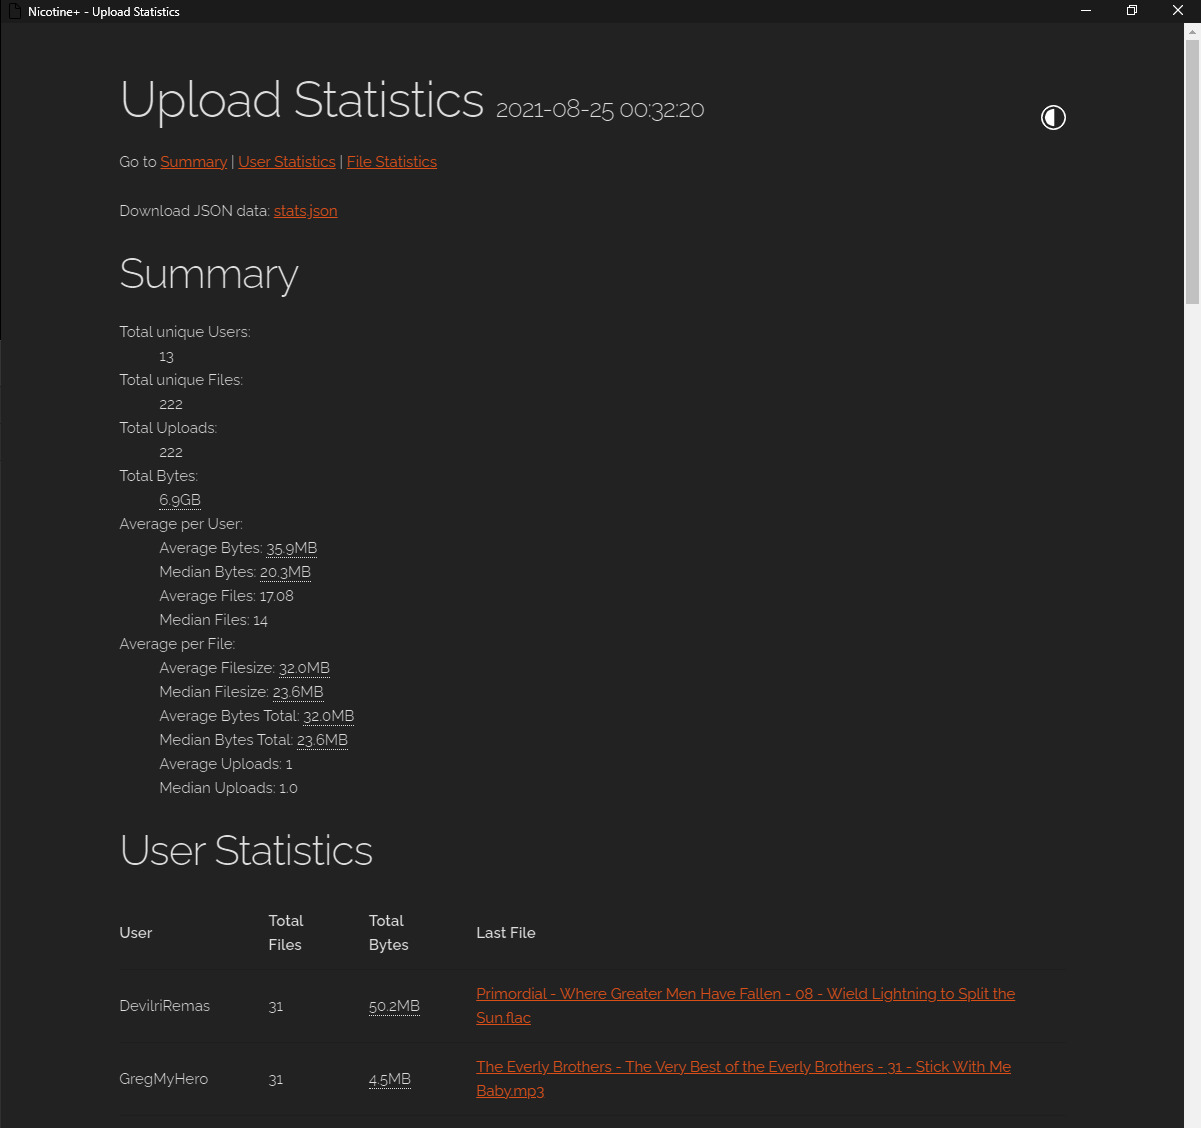 Nicotine+ - Upload Statistics
Upload Statistics 2021-08-25 00:32:20
Go to Summary | User Statistics | File Statistics
Download JSON data: stats.json
Summary
Total unique Users:
13
Total unique Files:
222
Total Uploads:
222
Total Bytes:
6.9GB
Average per User:
Average Bytes: 35.9MB
Median Bytes: 20.3MB
Average Files: 17.08
Median Files: 14
Average per File:
Average Filesize: 32.0MB
Median Filesize: 23.6MB
Average Bytes Total: 32.0MB
Median Bytes Total: 23.6MB
Average Uploads: 1
Median Uploads: 1.0
User Statistics
User Total Files Total Bytes Last File
DevilriRemas 31 50.2MB Primordial - Where Greater Men Have Fallen - 08 - Wield Lightning to Split the
Sun.flac
GregMyHero 31 4.5MB The Everly Brothers - The Very Best of the Everly Brothers - 31 - Stick With Me
Baby.mp3